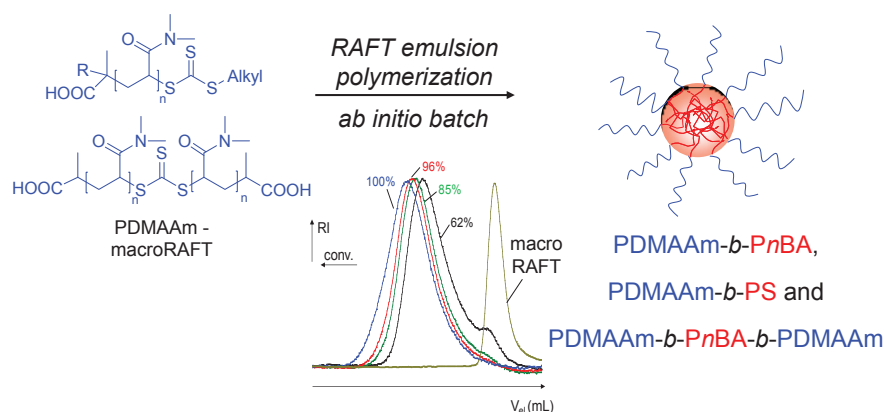 RAFT emulsion
polymerization
ab initio batch
O
N
S
R
Alkyl
HOOC
n
S
S
N
O
S
O
N
HOOC
n
S
S
n
COOH
PDMAAm -
macroRAFT
100%
96%
85%
62%
RI
conv.
macro
RAFT
Vel (mL)
PDMAAm-b-PnBA,
PDMAAm-b-PS and
PDMAAm-b-PnBA-b-PDMAAm